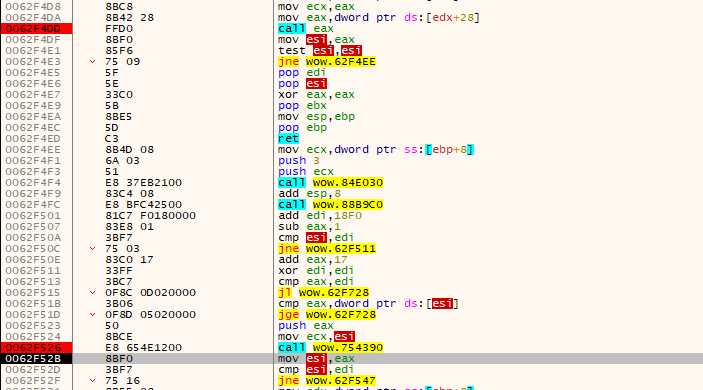 0062F4D8 8BC8 mov ecx,eax
0062F4DA 8B42 28 mov eax,dword ptr ds:[edx+28]
0062F4DD FFD0 call eax
0062F4DF 8BF0 mov esi,eax
0062F4E1 85F6 test esi,esi
0062F4E3 75 09 jne wow.62F4EE
0062F4E5 5F pop edi
0062F4E6 5E pop esi
0062F4E7 33C0 xor eax,eax
0062F4E9 5B pop ebx
0062F4EA 8BE5 mov esp,ebp
0062F4EC 5D pop ebp
0062F4ED C3 ret
0062F4EE 8B4D 08 mov ecx,dword ptr ss:[ebp+8]
0062F4F1 6A 03 push 3
0062F4F3 51 push ecx
0062F4F4 E8 37EB2100 call wow.84E030
0062F4F9 83C4 08 add esp,8
0062F4FC E8 BFC42500 call wow.88B9C0
0062F501 81C7 F0180000 add edi,18F0
0062F507 83E8 01 sub eax,1
0062F50A 3BF7 cmp esi,edi
0062F50C 75 03 jne wow.62F511
0062F50E 83C0 17 add eax,17
0062F511 33FF xor edi,edi
0062F513 3BC7 cmp eax,edi
0062F515 0F8C 0D020000 jl wow.62F728
0062F51B 3B06 cmp eax,dword ptr ds:[esi]
0062F51D 0F8D 05020000 jge wow.62F728
0062F523 50 push eax
0062F524 8BCE mov ecx,esi
0062F526 E8 654E1200 call wow.754390
0062F52B 8BF0 mov esi,eax
0062F52D 3BF7 cmp esi,edi
0062F52F 75 16 jne wow.62F547